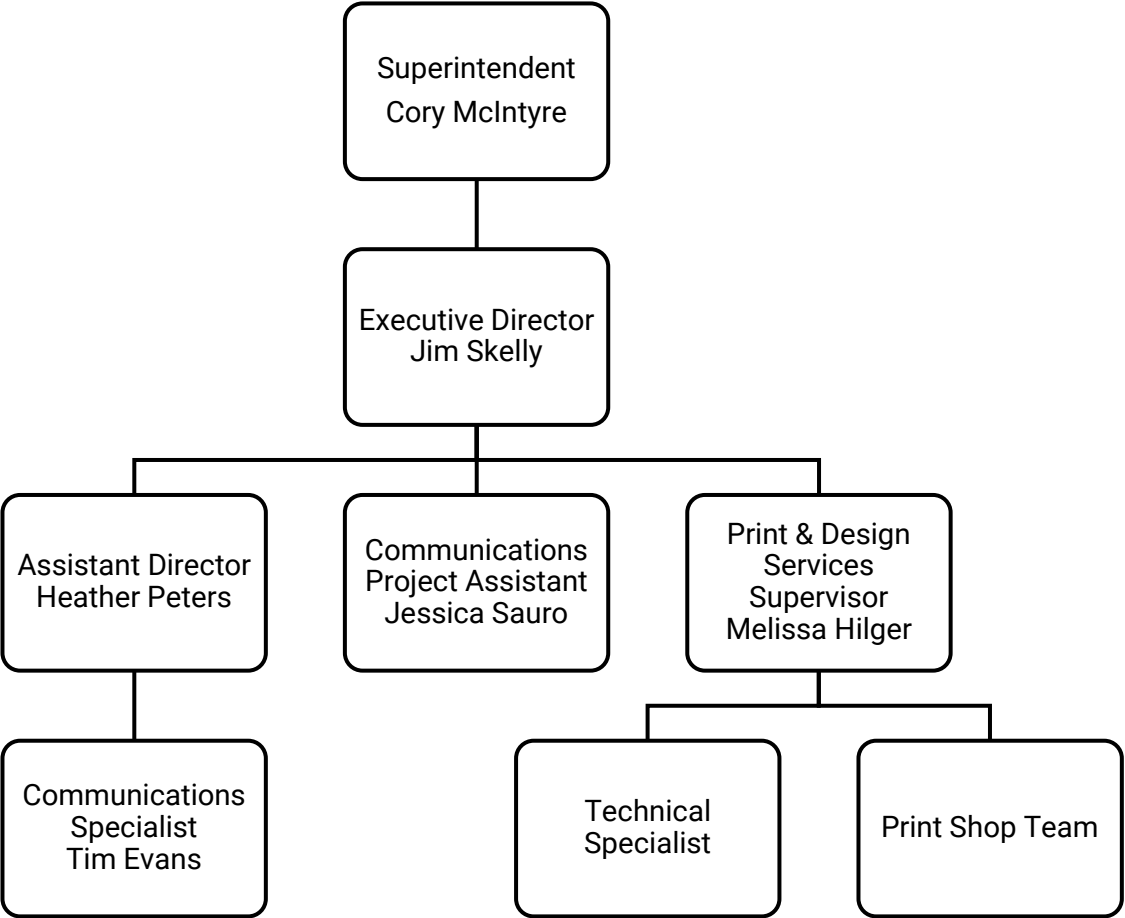 Superintendent
Cory McIntyre
Executive Director
Jim Skelly
Assistant Director
Heather Peters
Communications
Project Assistant
Jessica Sauro
Print & Design
Services
Supervisor
Melissa Hilger
Communications
Specialist
Tim Evans
Technical
Specialist
Print Shop Team